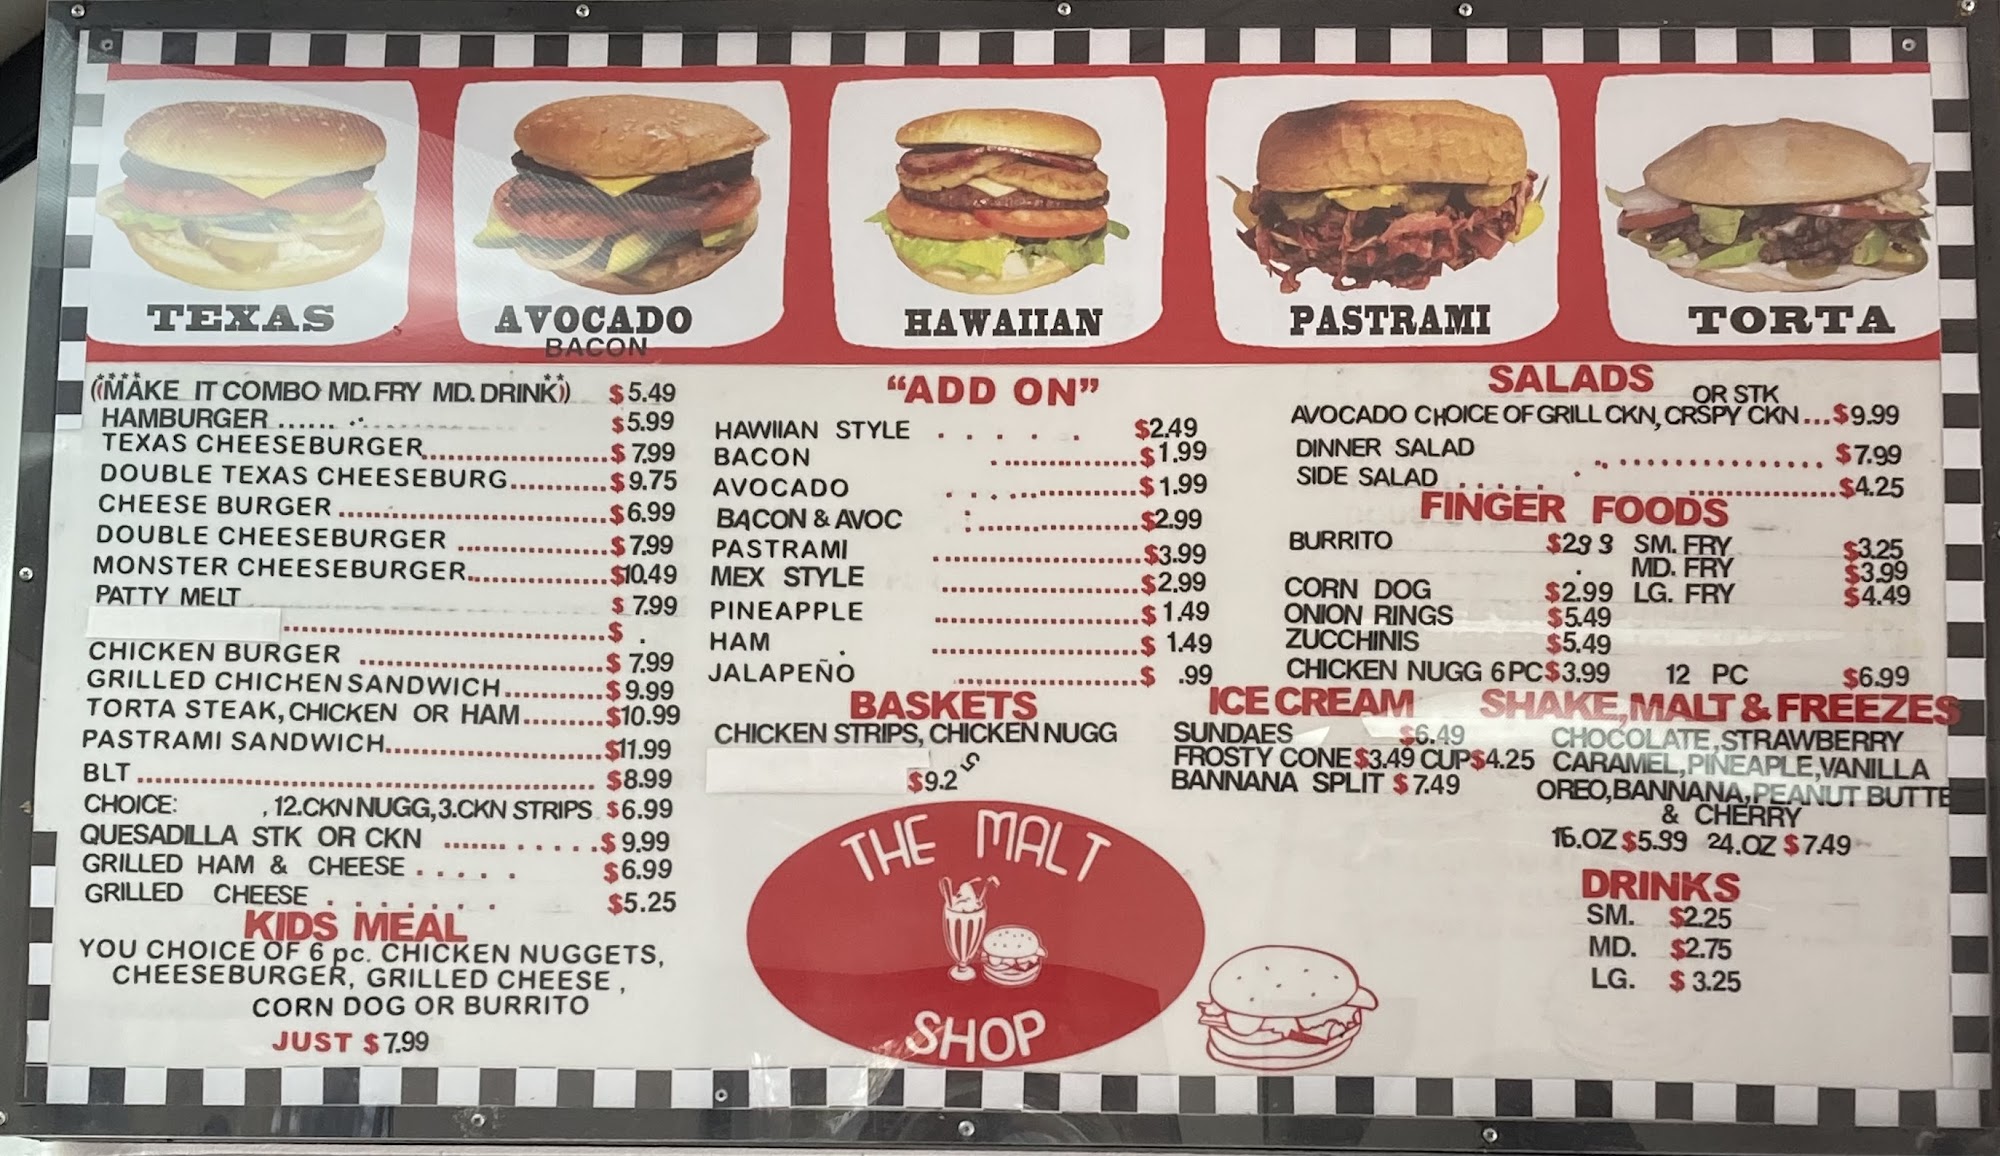 TEXAS
AVOCADO
BACON
HAWAIIAN
PASTRAMI
TORTA
((MAKE IT COMBO MD. FRY MD. DRINK)) $5.49
HAMBURGER ...... $5.99
TEXAS CHEESEBURGER $7.99
DOUBLE TEXAS CHEESEBURG $9.75
CHEESE BURGER $6.99
DOUBLE CHEESEBURGER $7.99
MONSTER CHEESEBURGER $10.49
PATTY MELT $7.99
$ .
CHICKEN BURGER $7.99
GRILLED CHICHEN SANDWICH $9.99
TORTA STEAK, CHICKEN OR HAM $10.99
PASTRAMI SANDWICH $11.99
BLT $8.99
CHOICE: , 12.CKN NUGG, 3.CKN STRIPS $6.99
QUESADILLA STK OR CKN $9.99
GRILLED HAM & CHEESE $6.99
GRILLED CHEESE $5.25
KIDS MEAL
YOU CHOICE OF 6 pc. CHICKEN NUGGETS,
CHEESEBURGER, GRILLED CHEESE,
CORN DOG OR BURRITO
JUST $7.99
"ADD ON"
HAWIIAN STYLE $2.49
BACON $1.99
AVOCADO $1.99
BACON & AVOC $2.99
PASTRAMI $3.99
MEX STYLE $2.99
PINEAPPLE $1.49
HAM $1.49
JALAPEÑO $ .99
BASKETS
CHICKEN STRIPS, CHICKEN NUGG
$9.25
THE MALT
SHOP
SALADS
OR STK
AVOCADO CHOICE OF GRILL CKN, CRSPY CKN ... $9.99
DINNER SALAD $7.99
SIDE SALAD $4.25
FINGER FOODS
BURRITO $2 9 9 SM. FRY $3.25
MD. FRY $3.99
CORN DOG $2.99 LG. FRY $4.49
ONION RINGS $5.49
ZUCCHINIS $5.49
CHICKEN NUGG 6 PC $3.99 12 PC $6.99
ICE CREAM
SUNDAES $6.49
FROSTY CONE $3.49 CUP $4.25
BANNANA SPLIT $7.49
SHAKE, MALT & FREEZES
CHOCOLATE, STRAWBERRY
CARAMEL, PINEAPLE, VANILLA
OREO, BANNANA, PEANUT BUTTE
& CHERRY
16.OZ $5.99 24.OZ $7.49
DRINKS
SM. $2.25
MD. $2.75
LG. $3.25